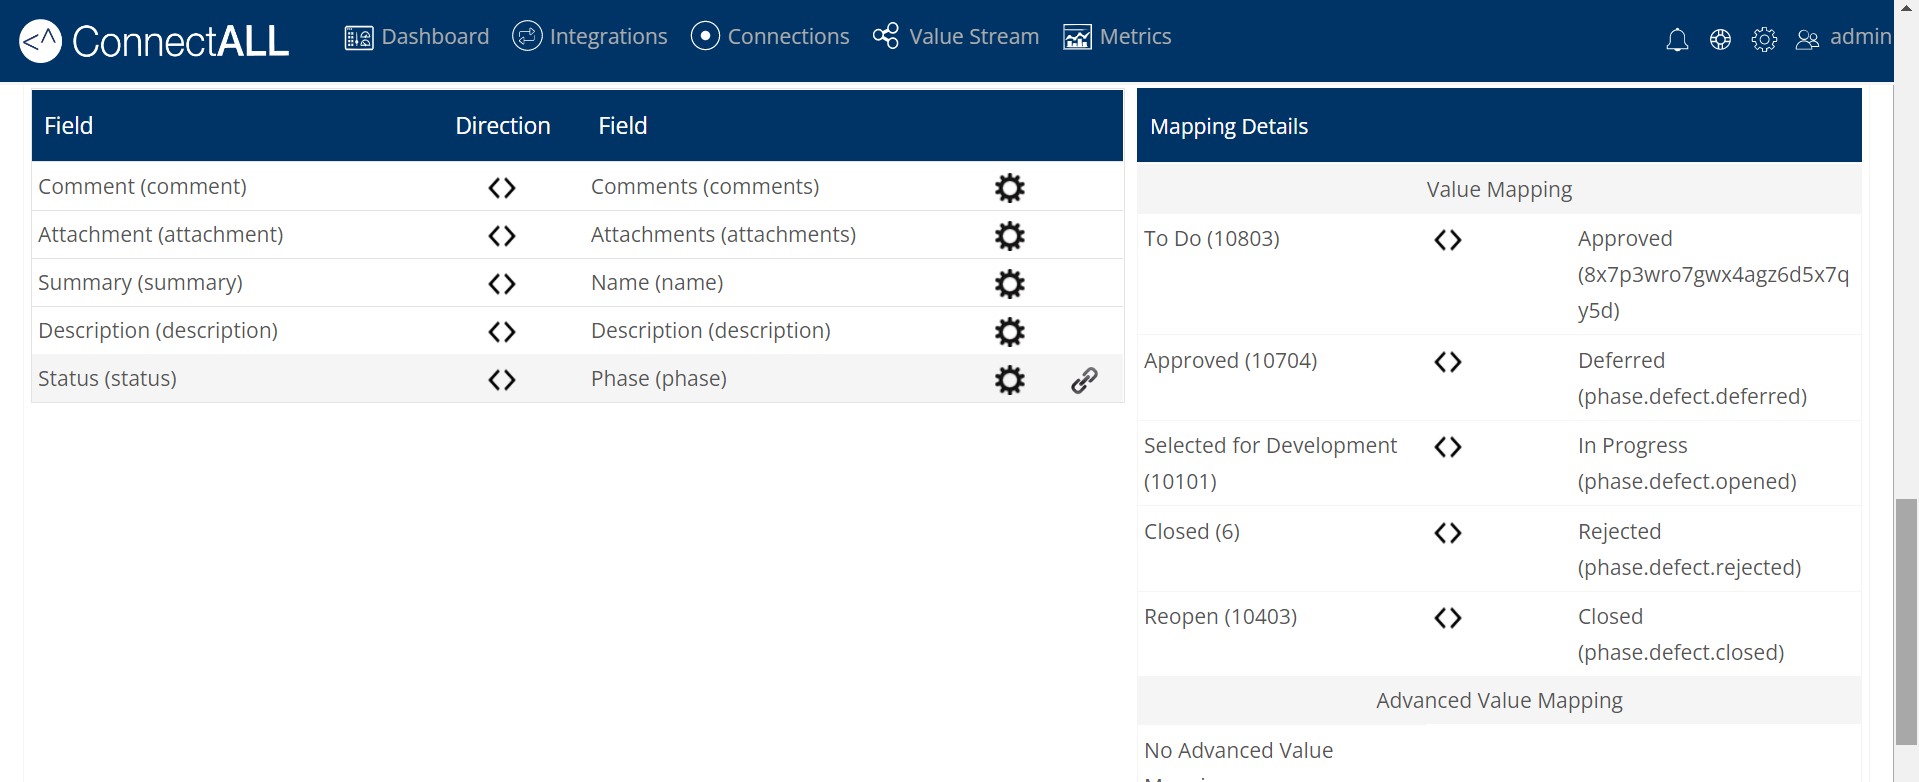 <^ ConnectALL Dashboard Integrations Connections Value Stream Metrics admin
Field Direction Field
Comment (comment) <> Comments (comments)
Attachment (attachment) <> Attachments (attachments)
Summary (summary) <> Name (name)
Description (description) <> Description (description)
Status (status) <> Phase (phase)
Mapping Details
Value Mapping
To Do (10803) <> Approved
(8x7p3wro7gwx4agz6d5x7q
y5d)
Approved (10704) <> Deferred
(phase.defect.deferred)
Selected for Development <> In Progress
(10101) (phase.defect.opened)
Closed (6) <> Rejected
(phase.defect.rejected)
Reopen (10403) <> Closed
(phase.defect.closed)
Advanced Value Mapping
No Advanced Value